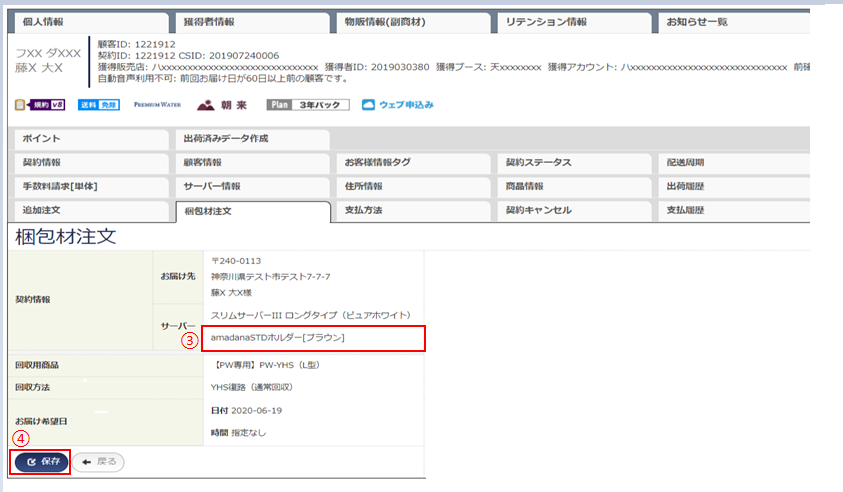 個人情報 獲得者情報 物販情報(副商材) リテンション情報 お知らせ一覧
フXX ダXXX
藤X 大X
顧客ID: 1221912
契約ID: 1221912 CSID: 201907240006
獲得販売店: 八xxxxxxxxxxxxxxxxxxxxxxxxxxxxx 獲得者ID: 2019030380 獲得ブース: 天xxxxxxxx 獲得アカウント: 八xxxxxxxxxxxxxxxxxxxxxxxxxxxxx 前確
自動音声利用不可: 前回お届け日が60日以上前の顧客です。
規約 v8 送料 免除 PREMIUM WATER 朝来 Plan 3年パック ウェブ申込み
ポイント 出荷済みデータ作成
契約情報 顧客情報 お客様情報タグ 契約ステータス 配送周期
手数料請求[単体] サーバー情報 住所情報 商品情報 出荷履歴
追加注文 梱包材注文 支払方法 契約キャンセル 支払履歴
梱包材注文
契約情報
お届け先
〒240-0113
神奈川県テスト市テスト7-7-7
藤X 大X様
サーバー
スリムサーバーIII ロングタイプ（ピュアホワイト）
③
amadanaSTDホルダー[ブラウン]
回収用商品 【PW専用】PW-YHS（L型）
回収方法 YHS復路（通常回収）
お届け希望日
日付 2020-06-19
時間 指定なし
④
保存 戻る